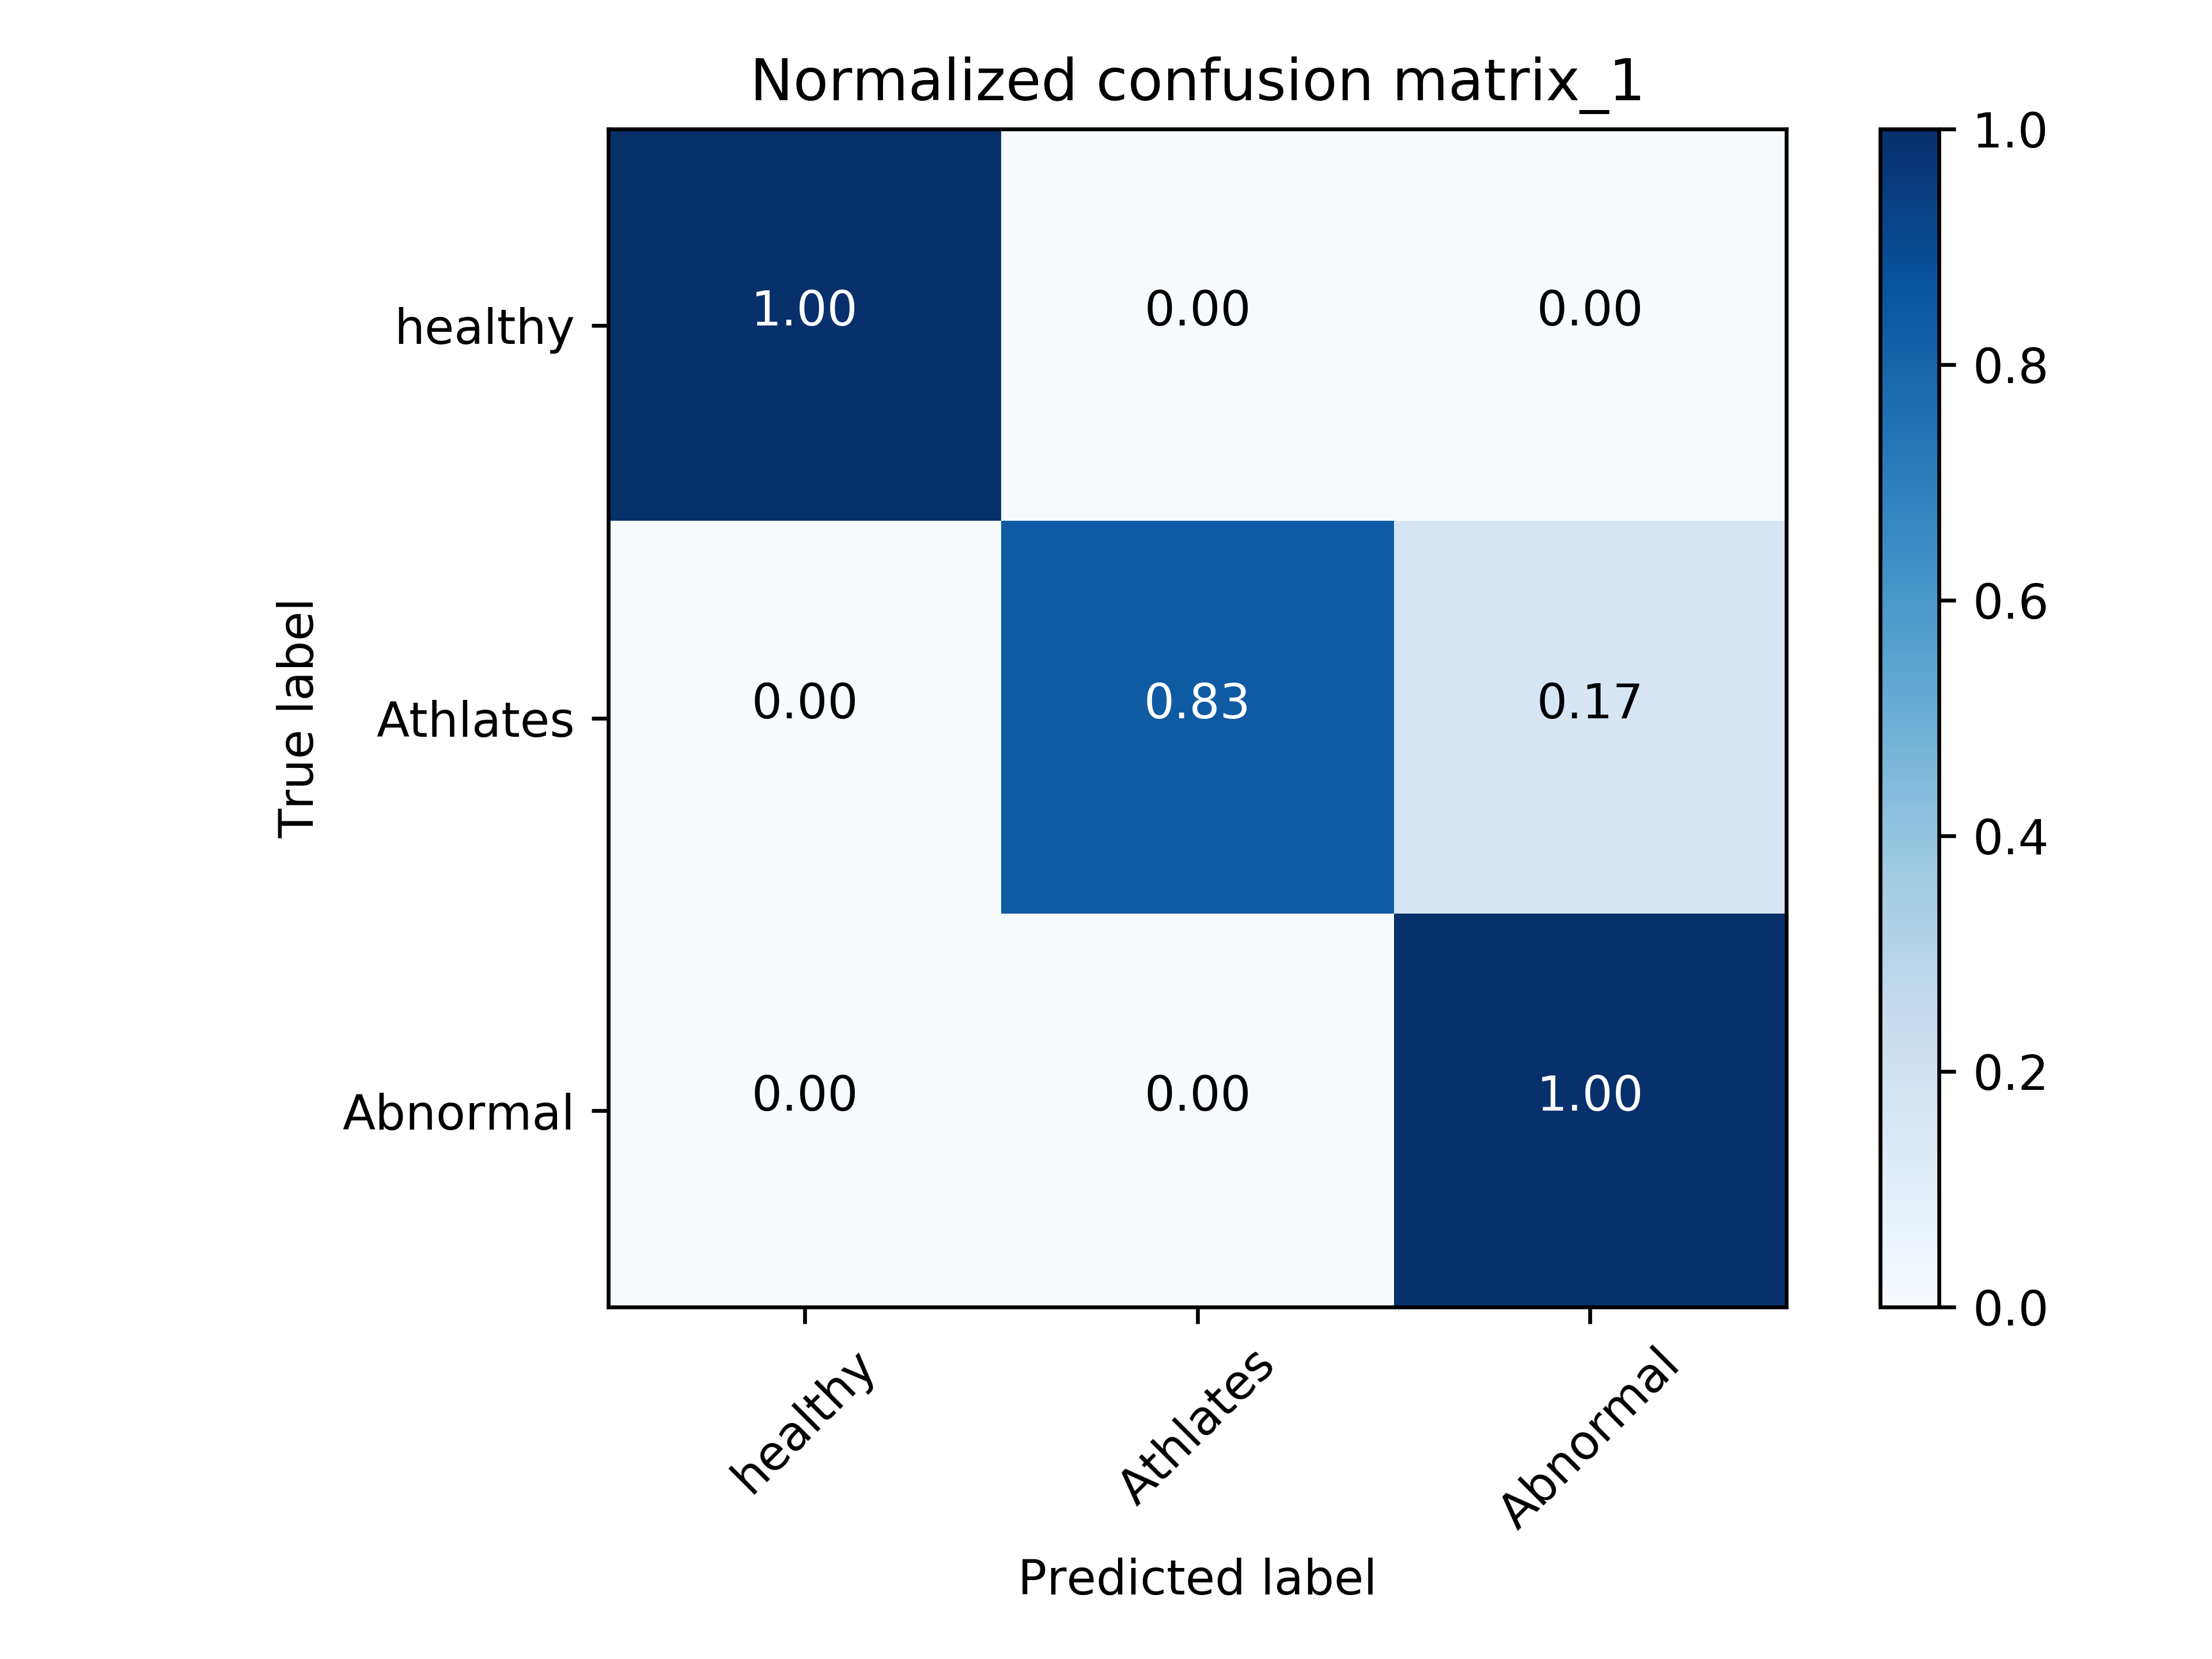 Normalized confusion matrix_1
1.0
healthy 1.00 0.00 0.00
0.8
0.6
True label
Athlates 0.00 0.83 0.17
0.4
Abnormal 0.00 0.00 1.00
0.2
0.0
healthy Athlates Abnormal
Predicted label